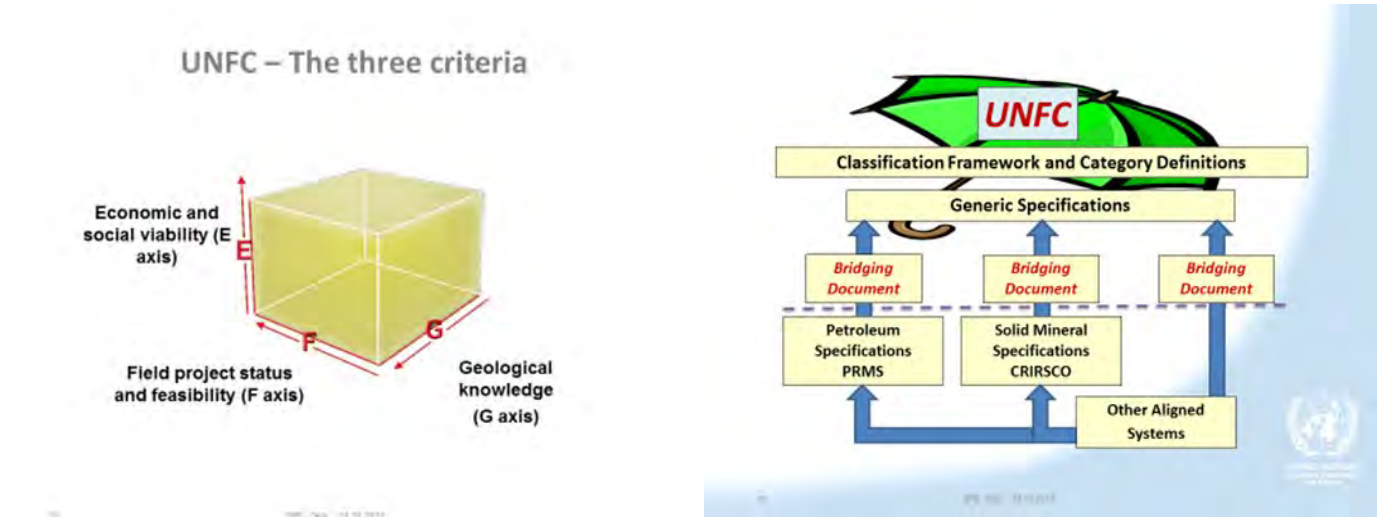 UNFC – The three criteria
Economic and
social viability (E
axis)
E
F
G
Field project status
and feasibility (F axis)
Geological
knowledge
(G axis)
UNFC
Classification Framework and Category Definitions
Generic Specifications
Bridging
Document
Bridging
Document
Bridging
Document
Petroleum
Specifications
PRMS
Solid Mineral
Specifications
CRIRSCO
Other Aligned
Systems